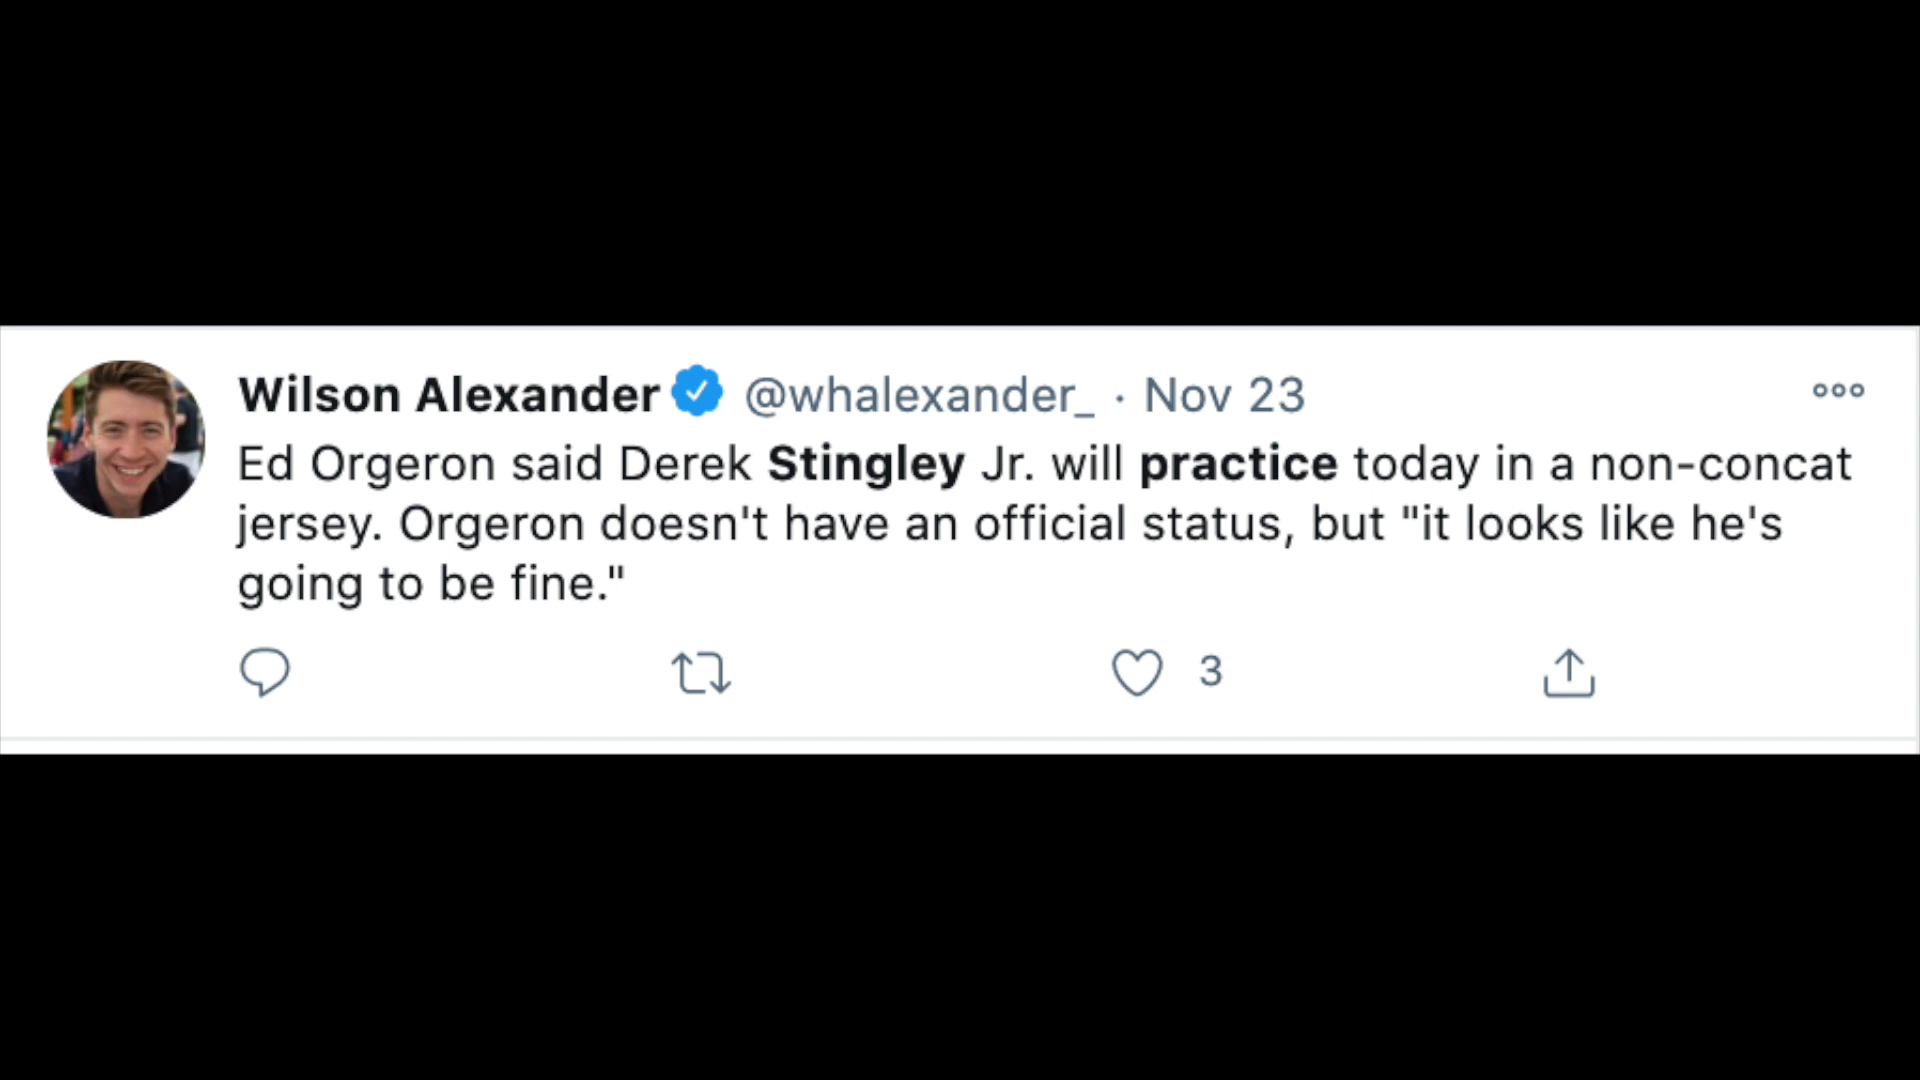 Wilson Alexander @whalexander_ · Nov 23
Ed Orgeron said Derek Stingley Jr. will practice today in a non-concat
jersey. Orgeron doesn't have an official status, but "it looks like he's
going to be fine."
3